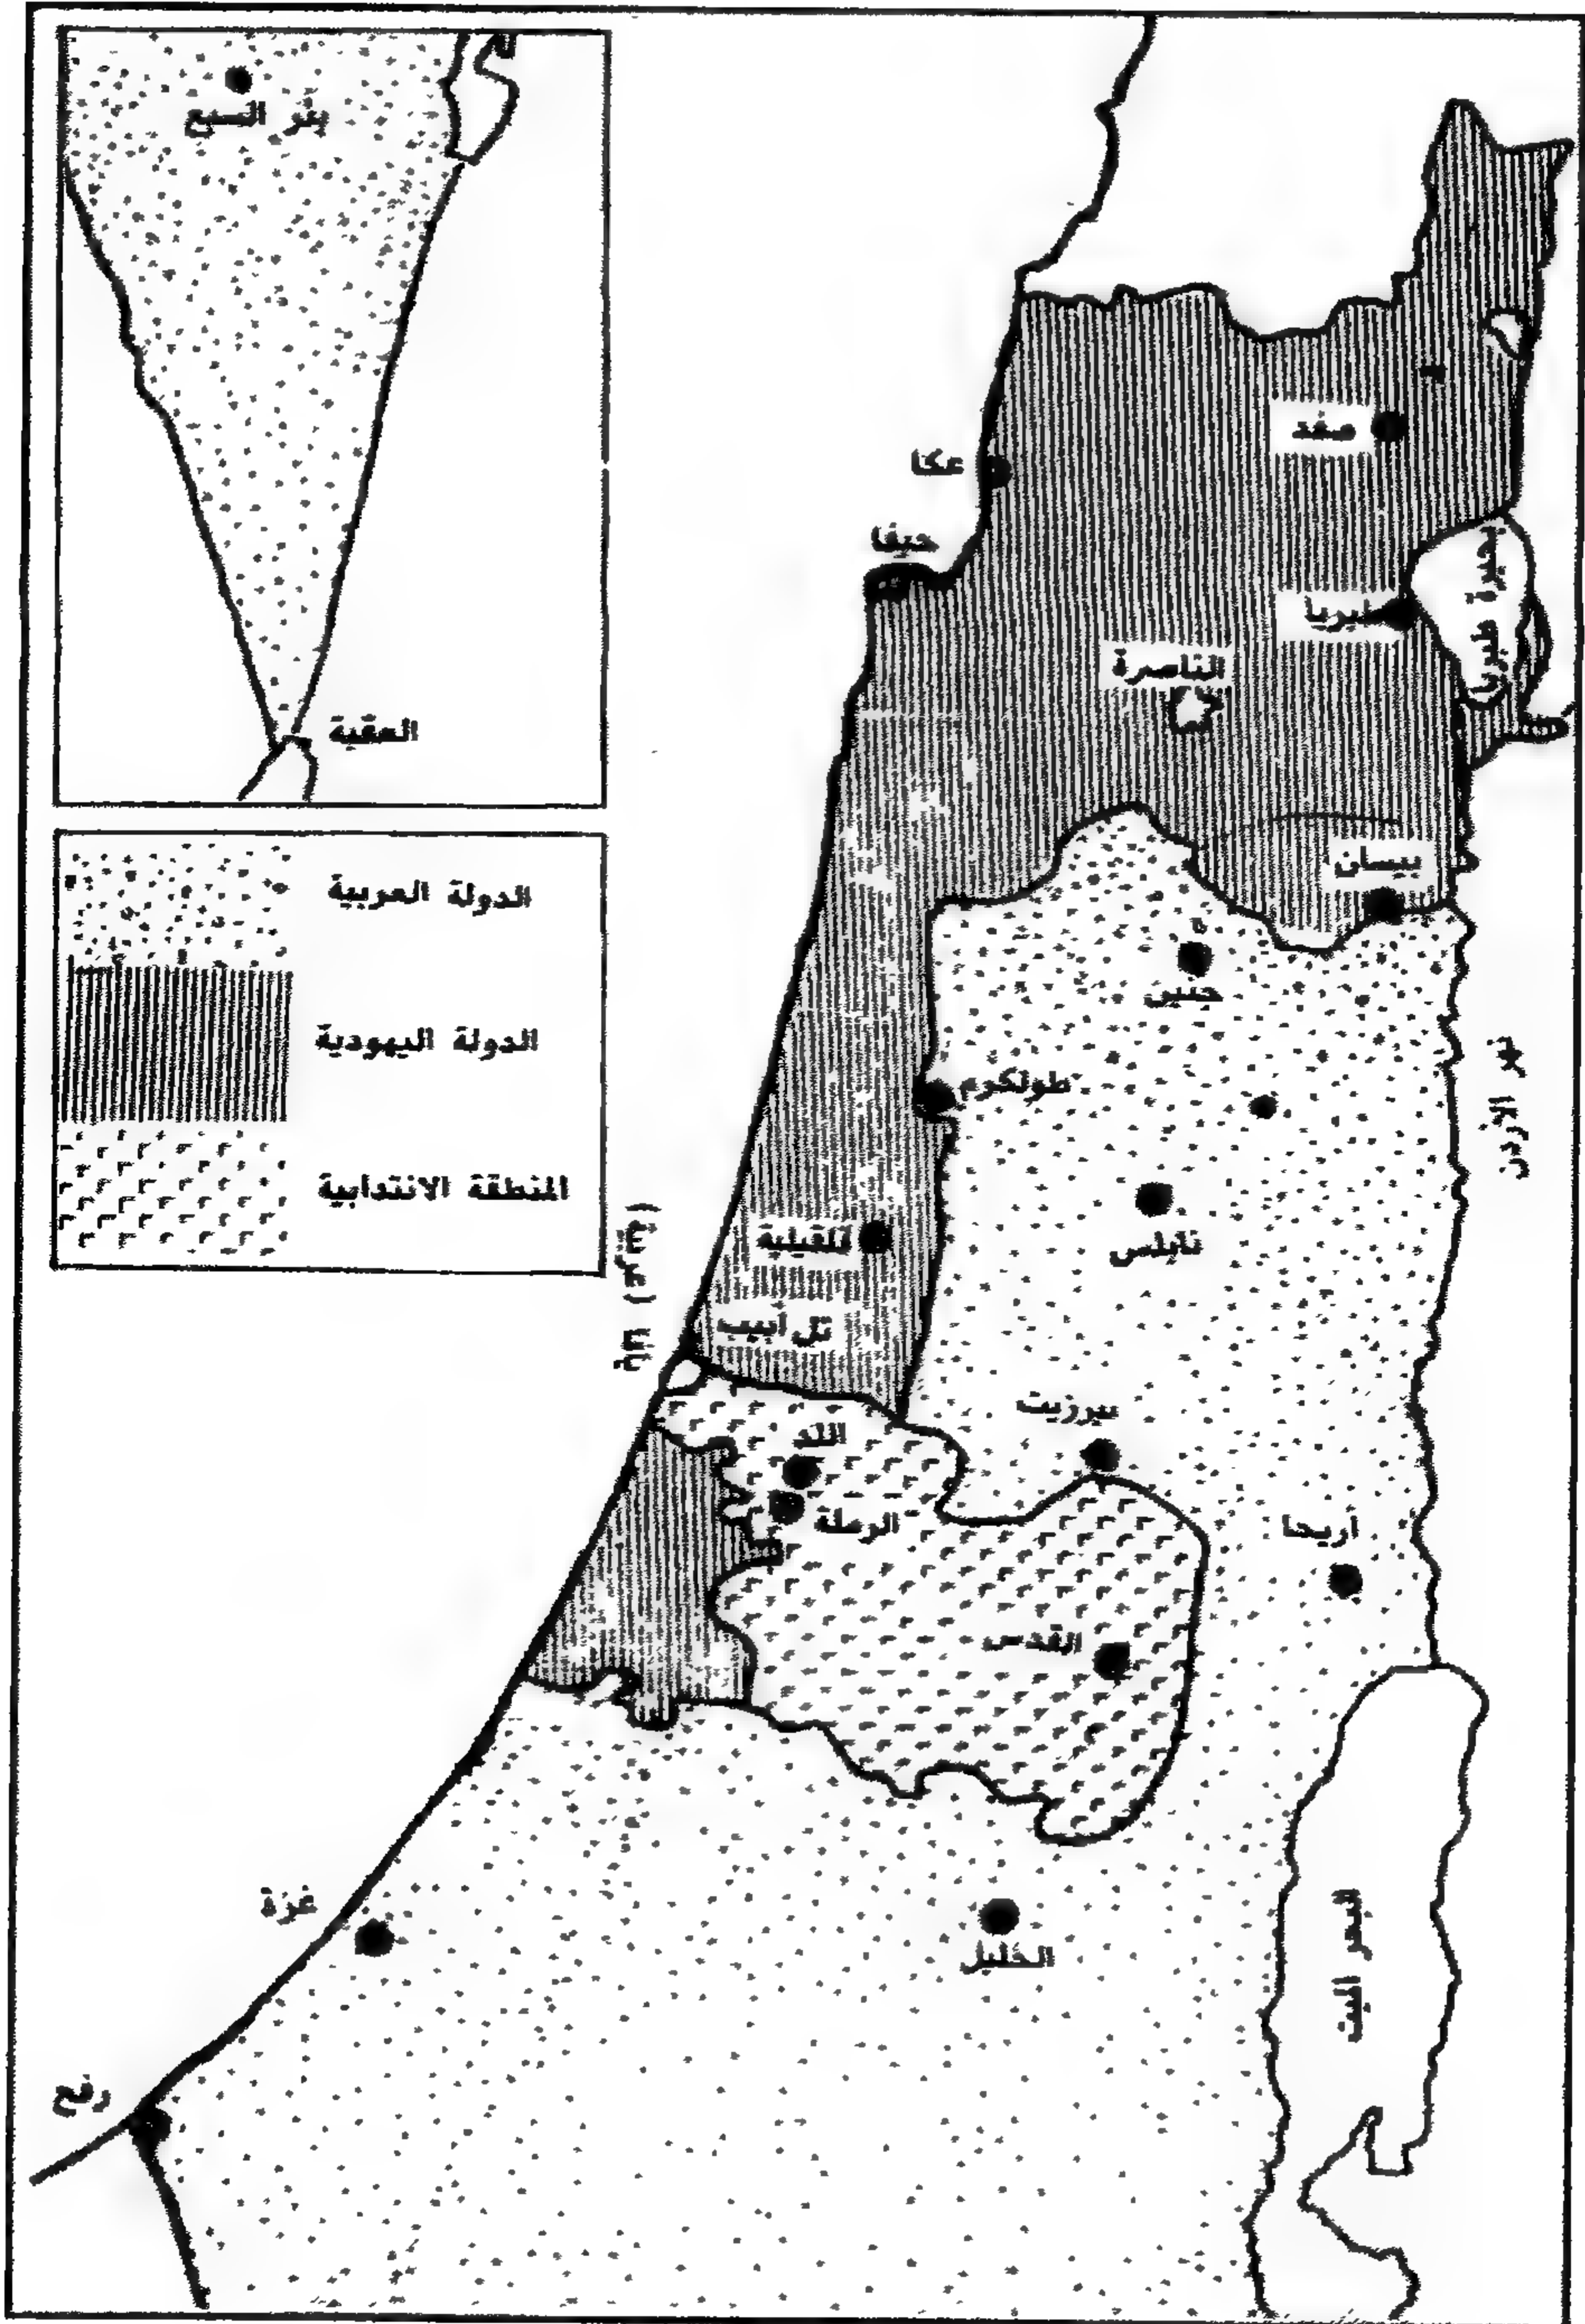 بئر السبع
العقبة
الدولة العربية
الدولة اليهودية
المنطقة الانتدابية
صفد
عكا
حيفا
بحيرة طبريا
طبريا
الناصرة
بيسان
جنين
نهر الأردن
طولكرم
نابلس
قلقيلية
يافا (عربية)
تل أبيب
بيرزيت
اللد
الرملة
أريحا
القدس
غزة
الخليل
البحر الميت
رفح